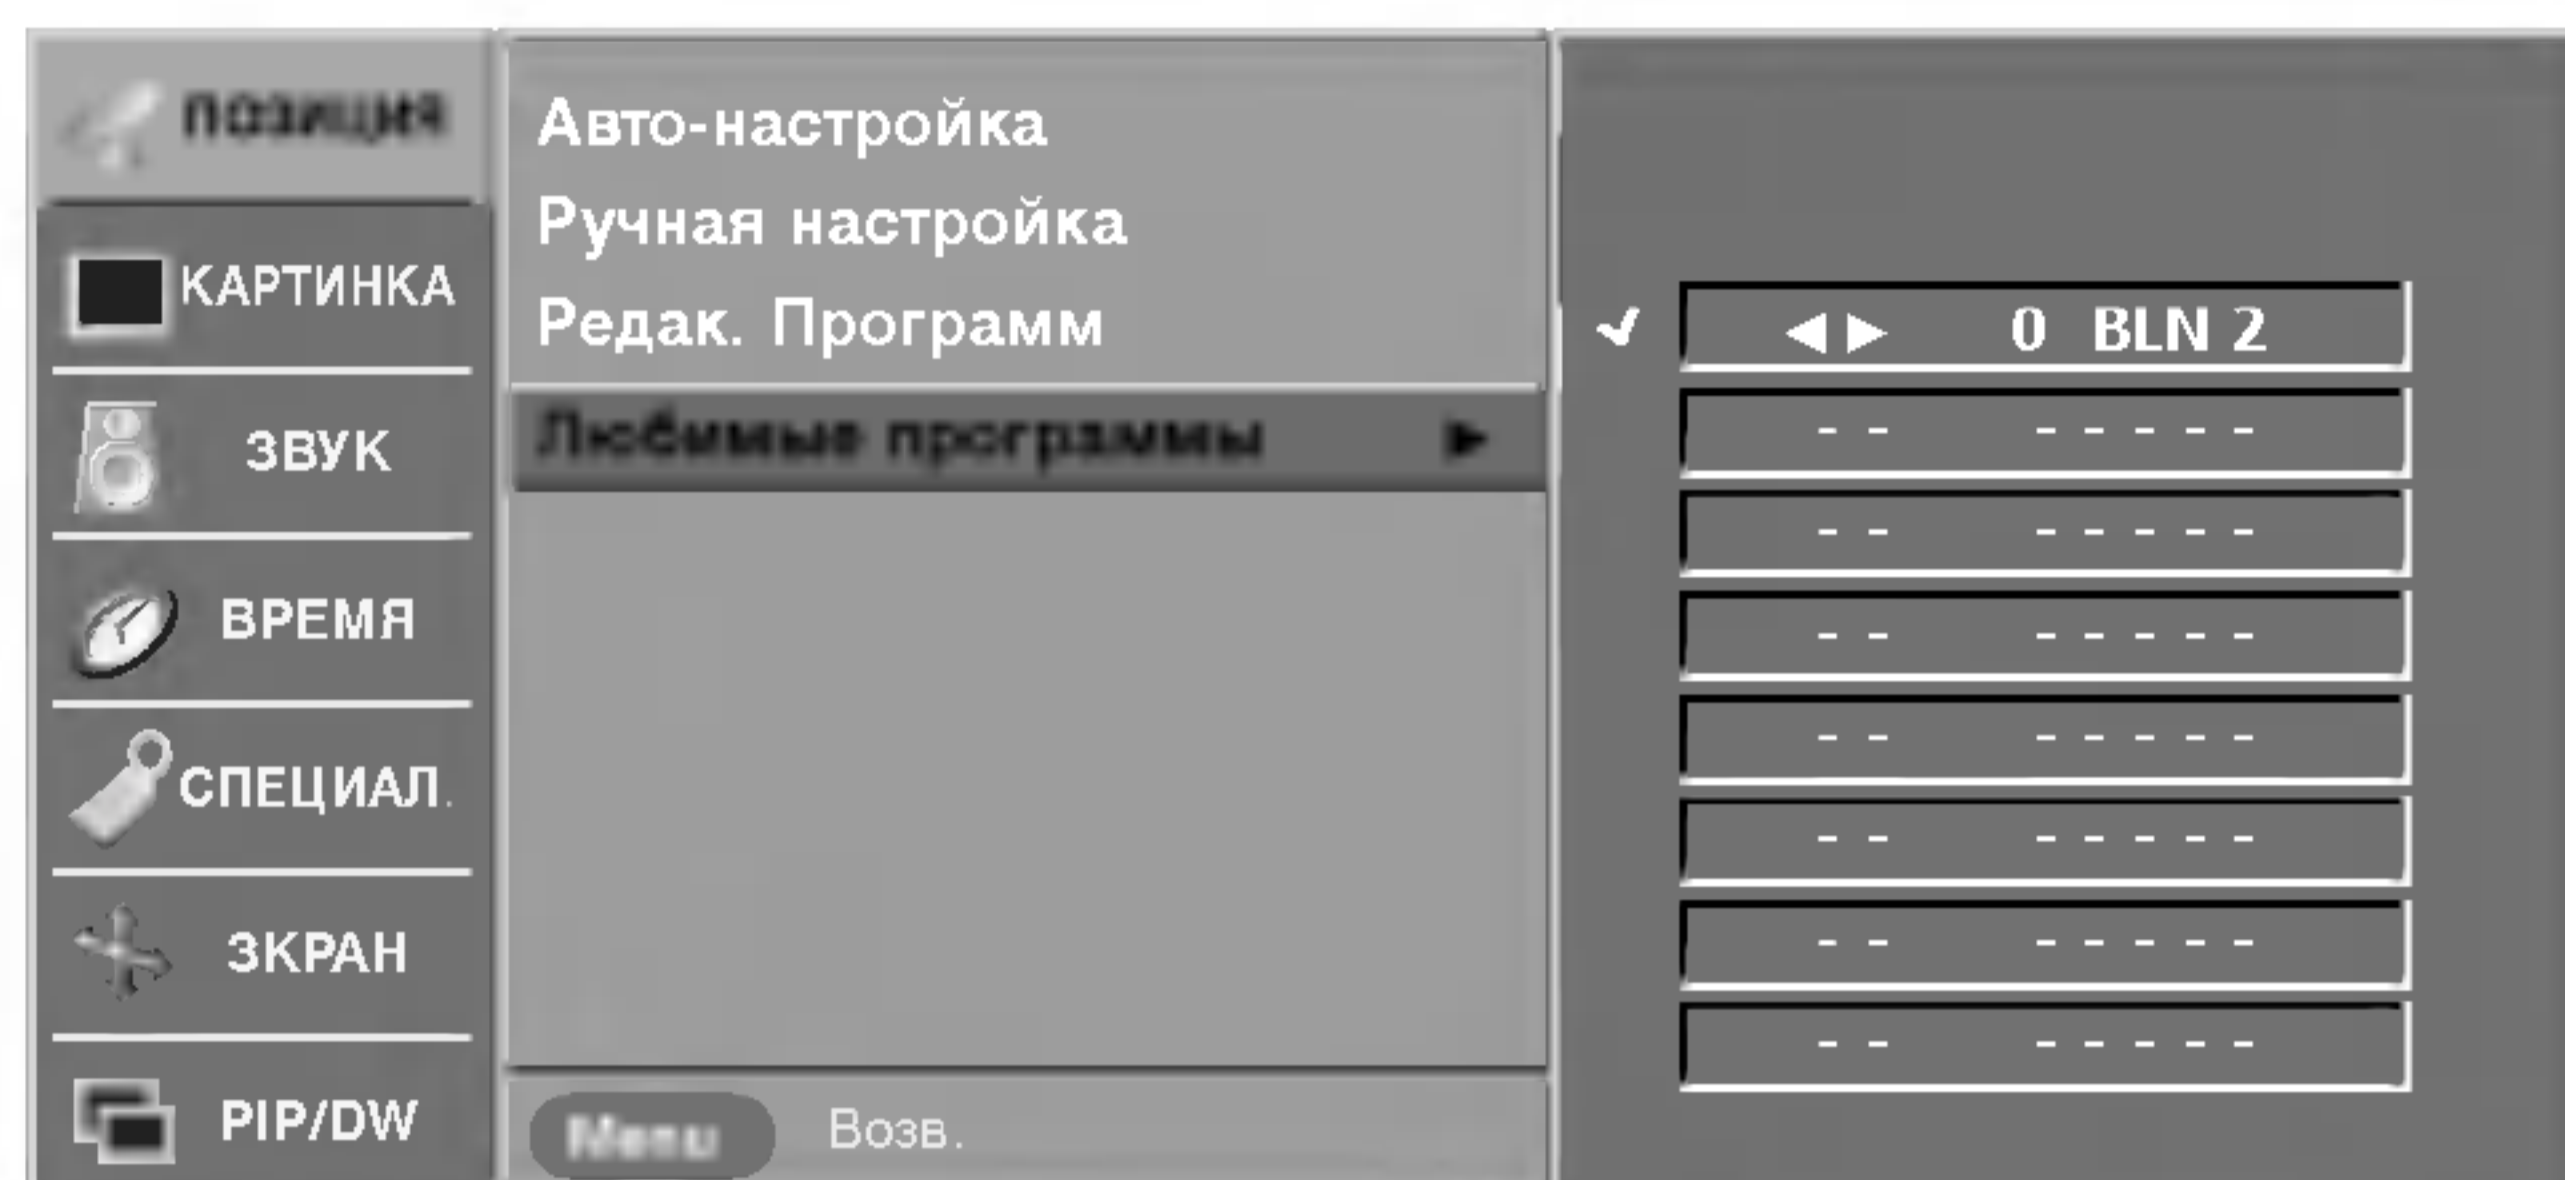 ПОЗИЦИЯ
КАРТИНКА
ЗВУК
ВРЕМЯ
СПЕЦИАЛ.
ЗКРАН
PIP/DW
Авто-настройка
Ручная настройка
Редак. Программ
Любимые программы ►
Menu Возв.
✓ ◄► 0 BLN 2
- - - - - - -
- - - - - - -
- - - - - - -
- - - - - - -
- - - - - - -
- - - - - - -
- - - - - - -